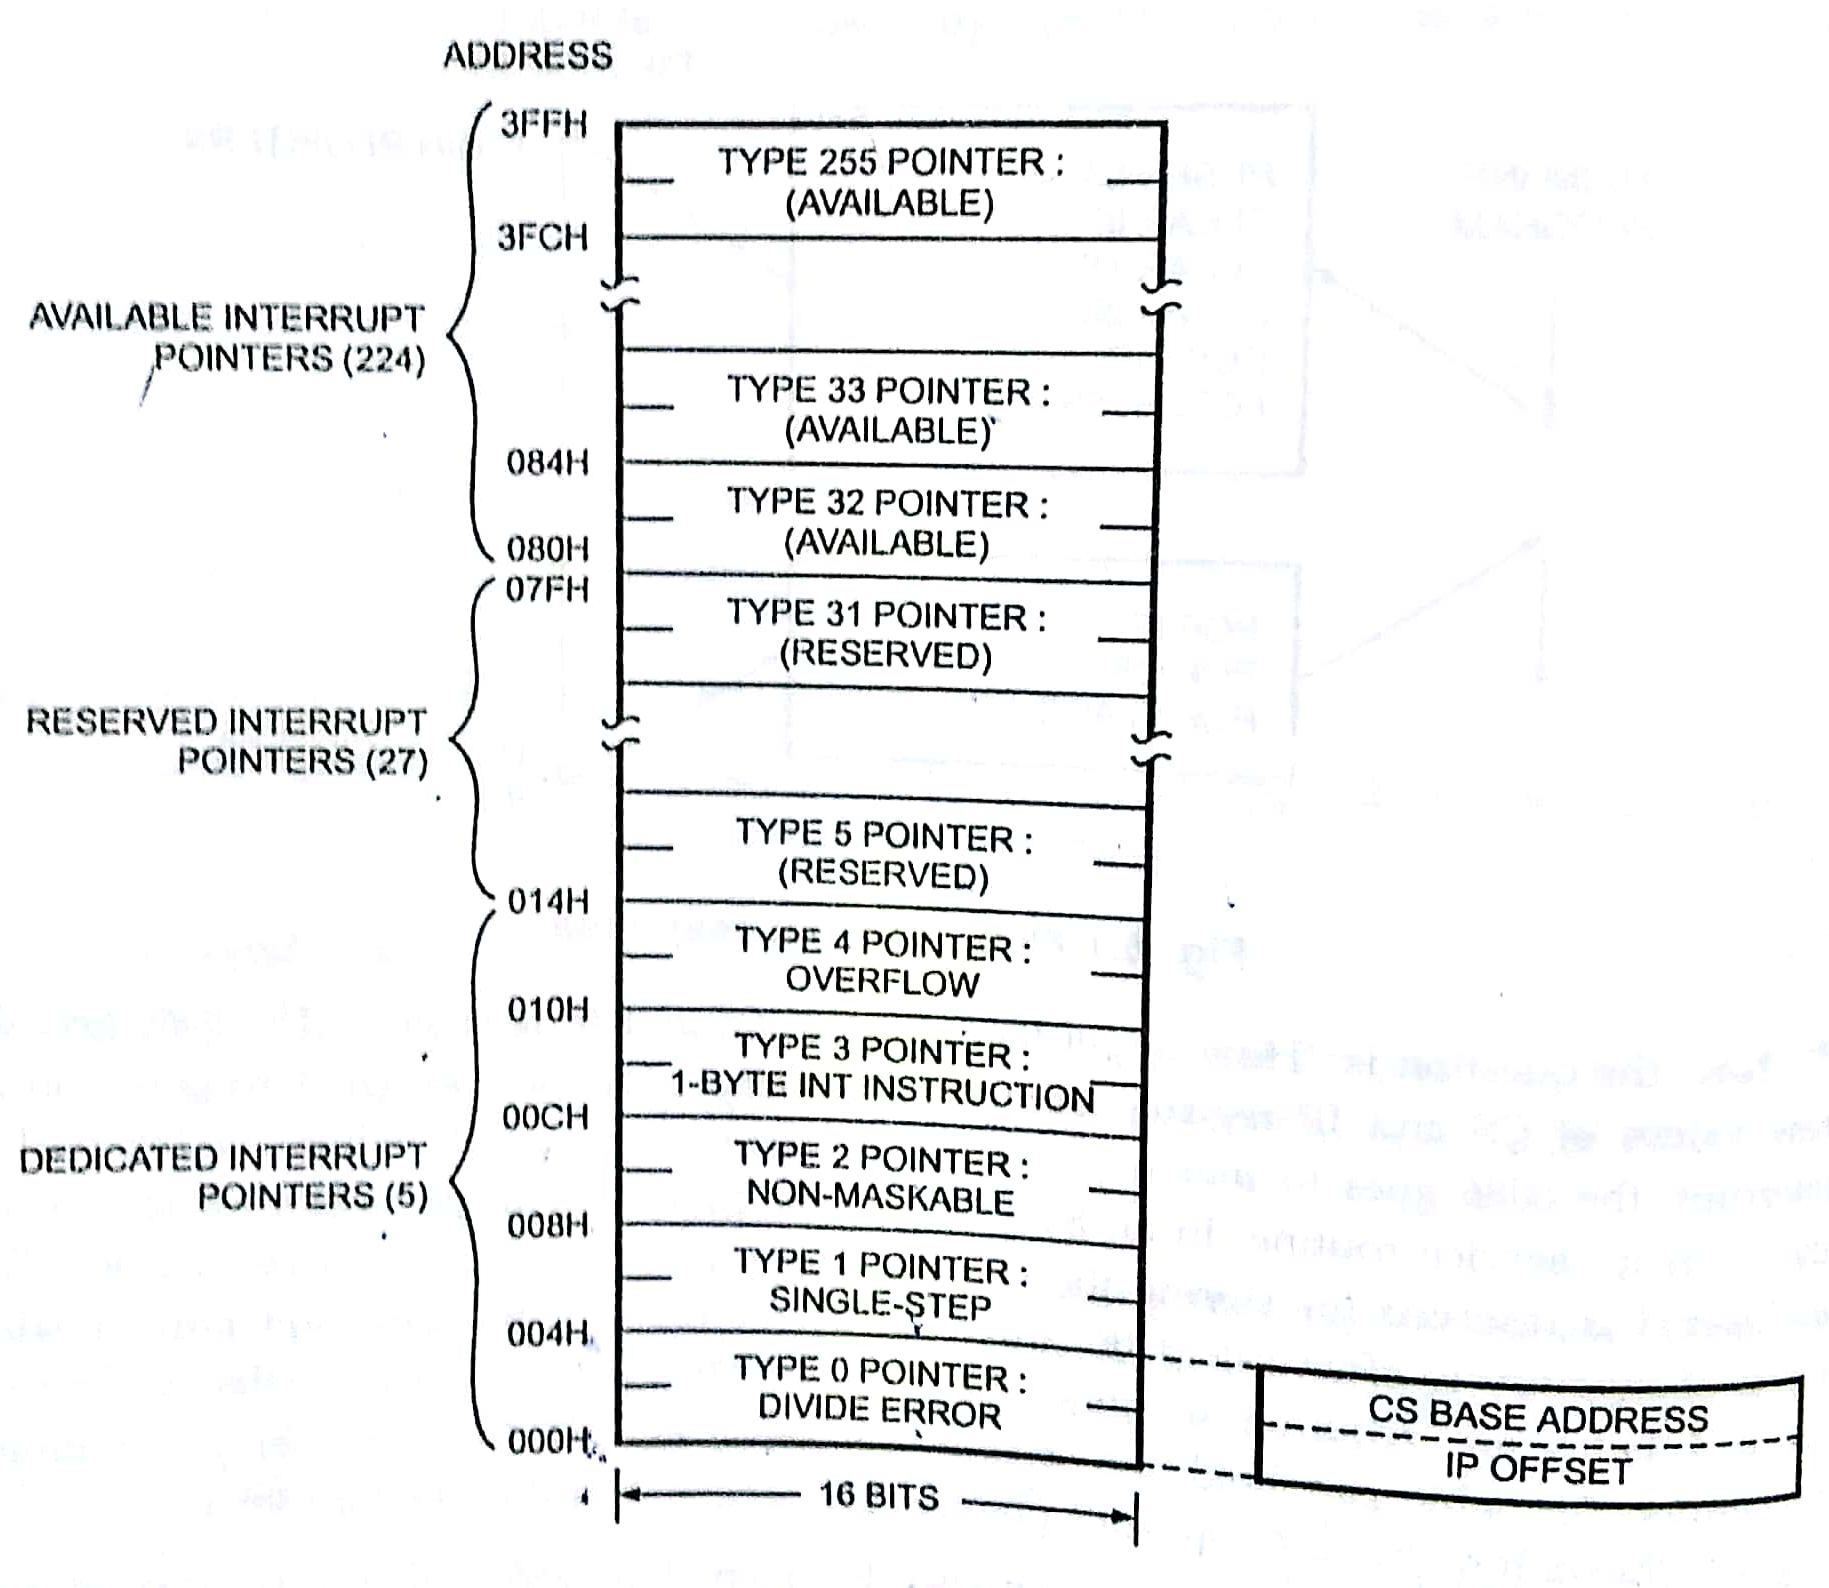 ADDRESS
3FFH
TYPE 255 POINTER :
(AVAILABLE)
3FCH
AVAILABLE INTERRUPT
POINTERS (224)
TYPE 33 POINTER :
(AVAILABLE)
084H
TYPE 32 POINTER :
(AVAILABLE)
080H
07FH
TYPE 31 POINTER :
(RESERVED)
RESERVED INTERRUPT
POINTERS (27)
TYPE 5 POINTER :
(RESERVED)
014H
TYPE 4 POINTER :
OVERFLOW
010H
TYPE 3 POINTER :
1-BYTE INT INSTRUCTION
00CH
DEDICATED INTERRUPT
POINTERS (5)
TYPE 2 POINTER :
NON-MASKABLE
008H
TYPE 1 POINTER :
SINGLE-STEP
004H
TYPE 0 POINTER :
DIVIDE ERROR
000H
CS BASE ADDRESS
IP OFFSET
16 BITS